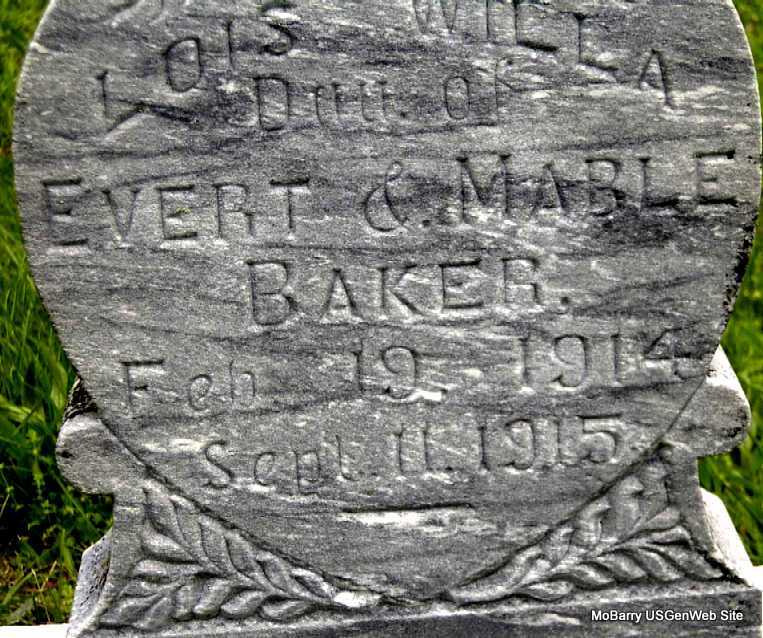 LOIS WILLA
Dau. of
EVERT & MABLE
BAKER.
Feb. 19. 1914
Sept. 11. 1915
MoBarry USGenWeb Site